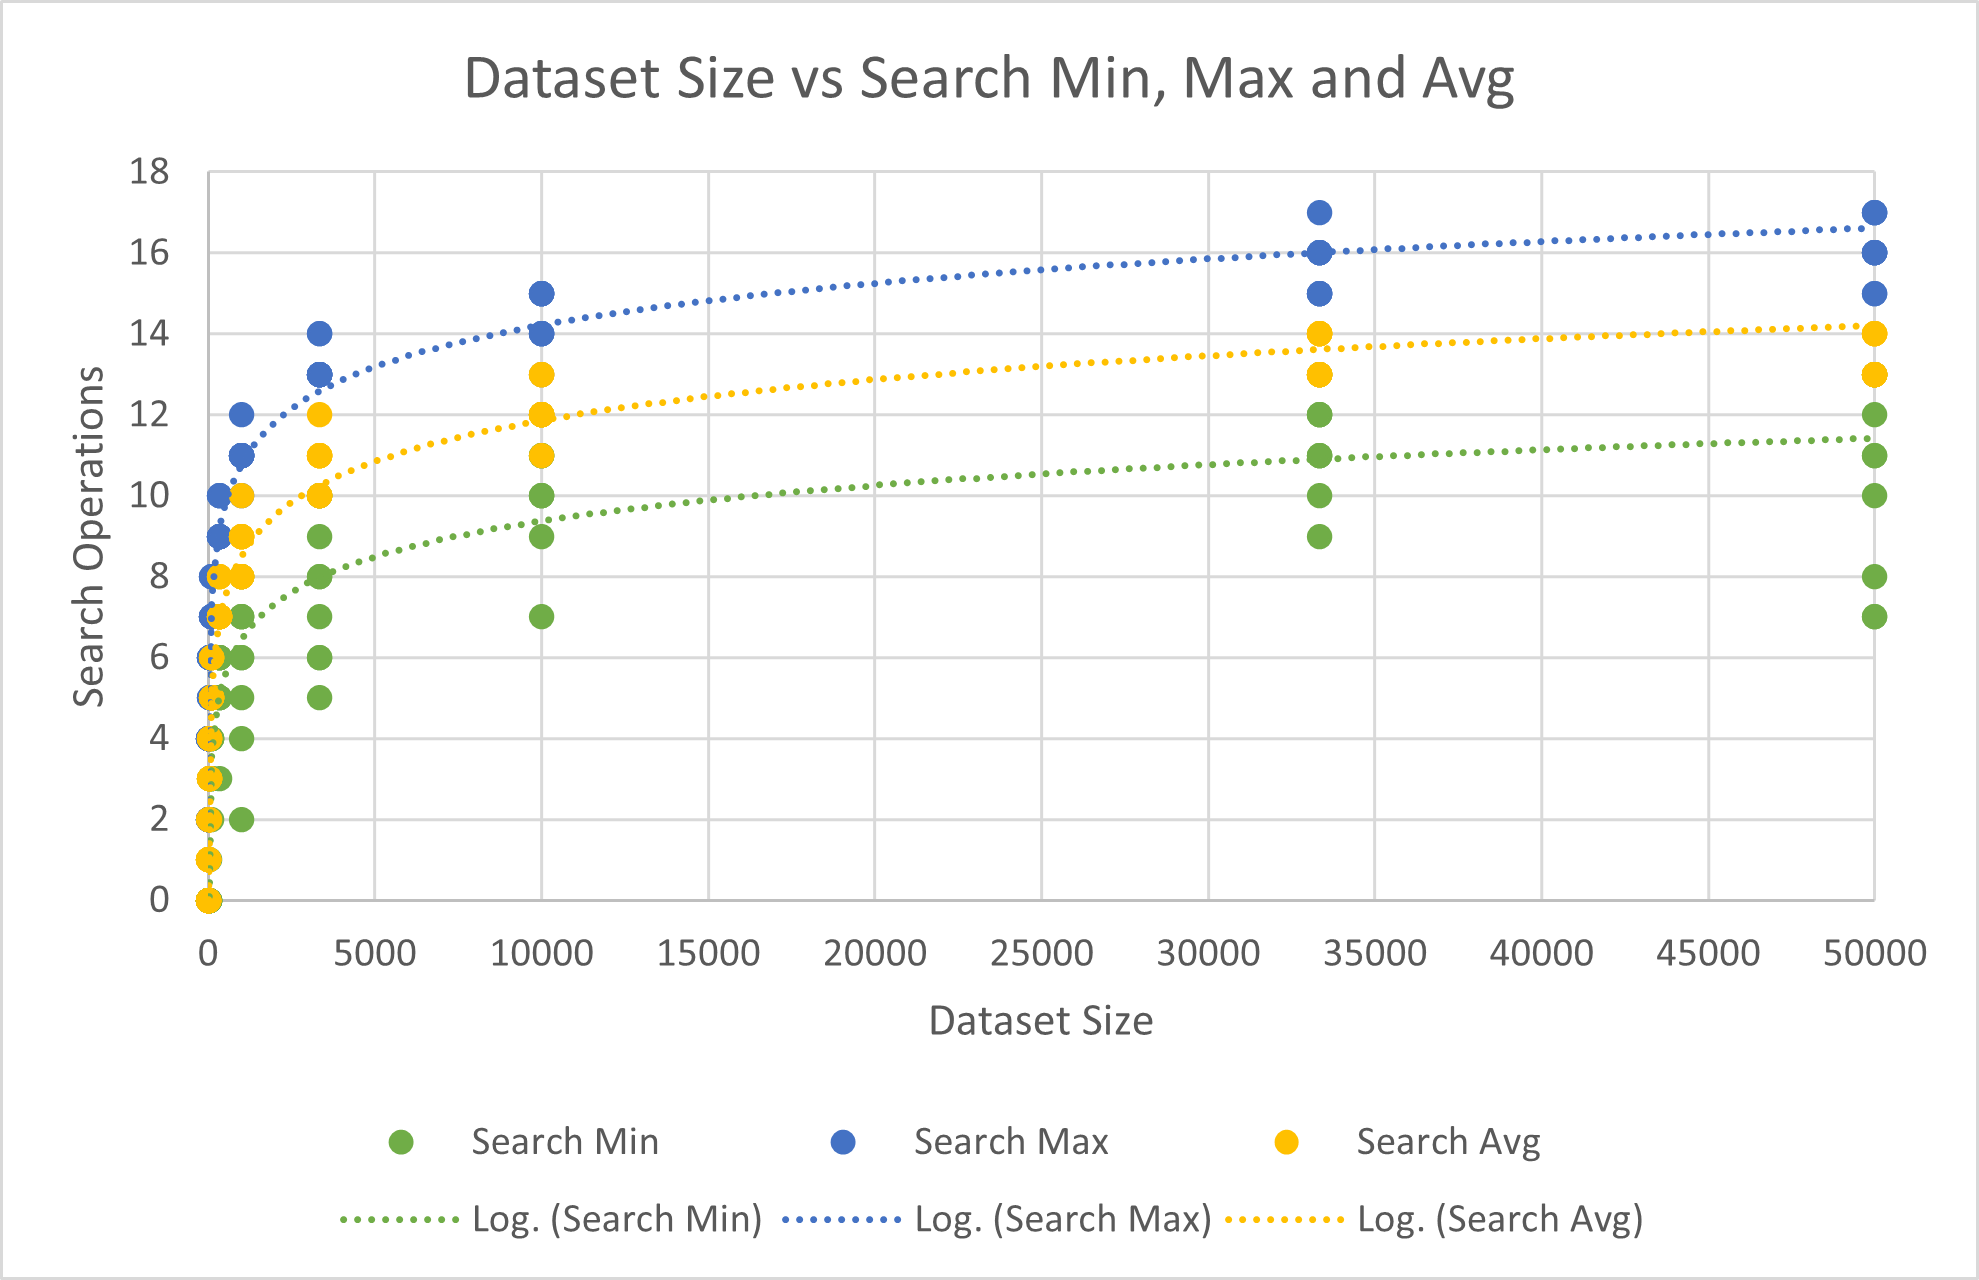 Dataset Size vs Search Min, Max and Avg
18
16
14
12
10
8
6
4
2
0
Search Operations
0 5000 10000 15000 20000 25000 30000 35000 40000 45000 50000
Dataset Size
Search Min Search Max Search Avg
Log. (Search Min) Log. (Search Max) Log. (Search Avg)